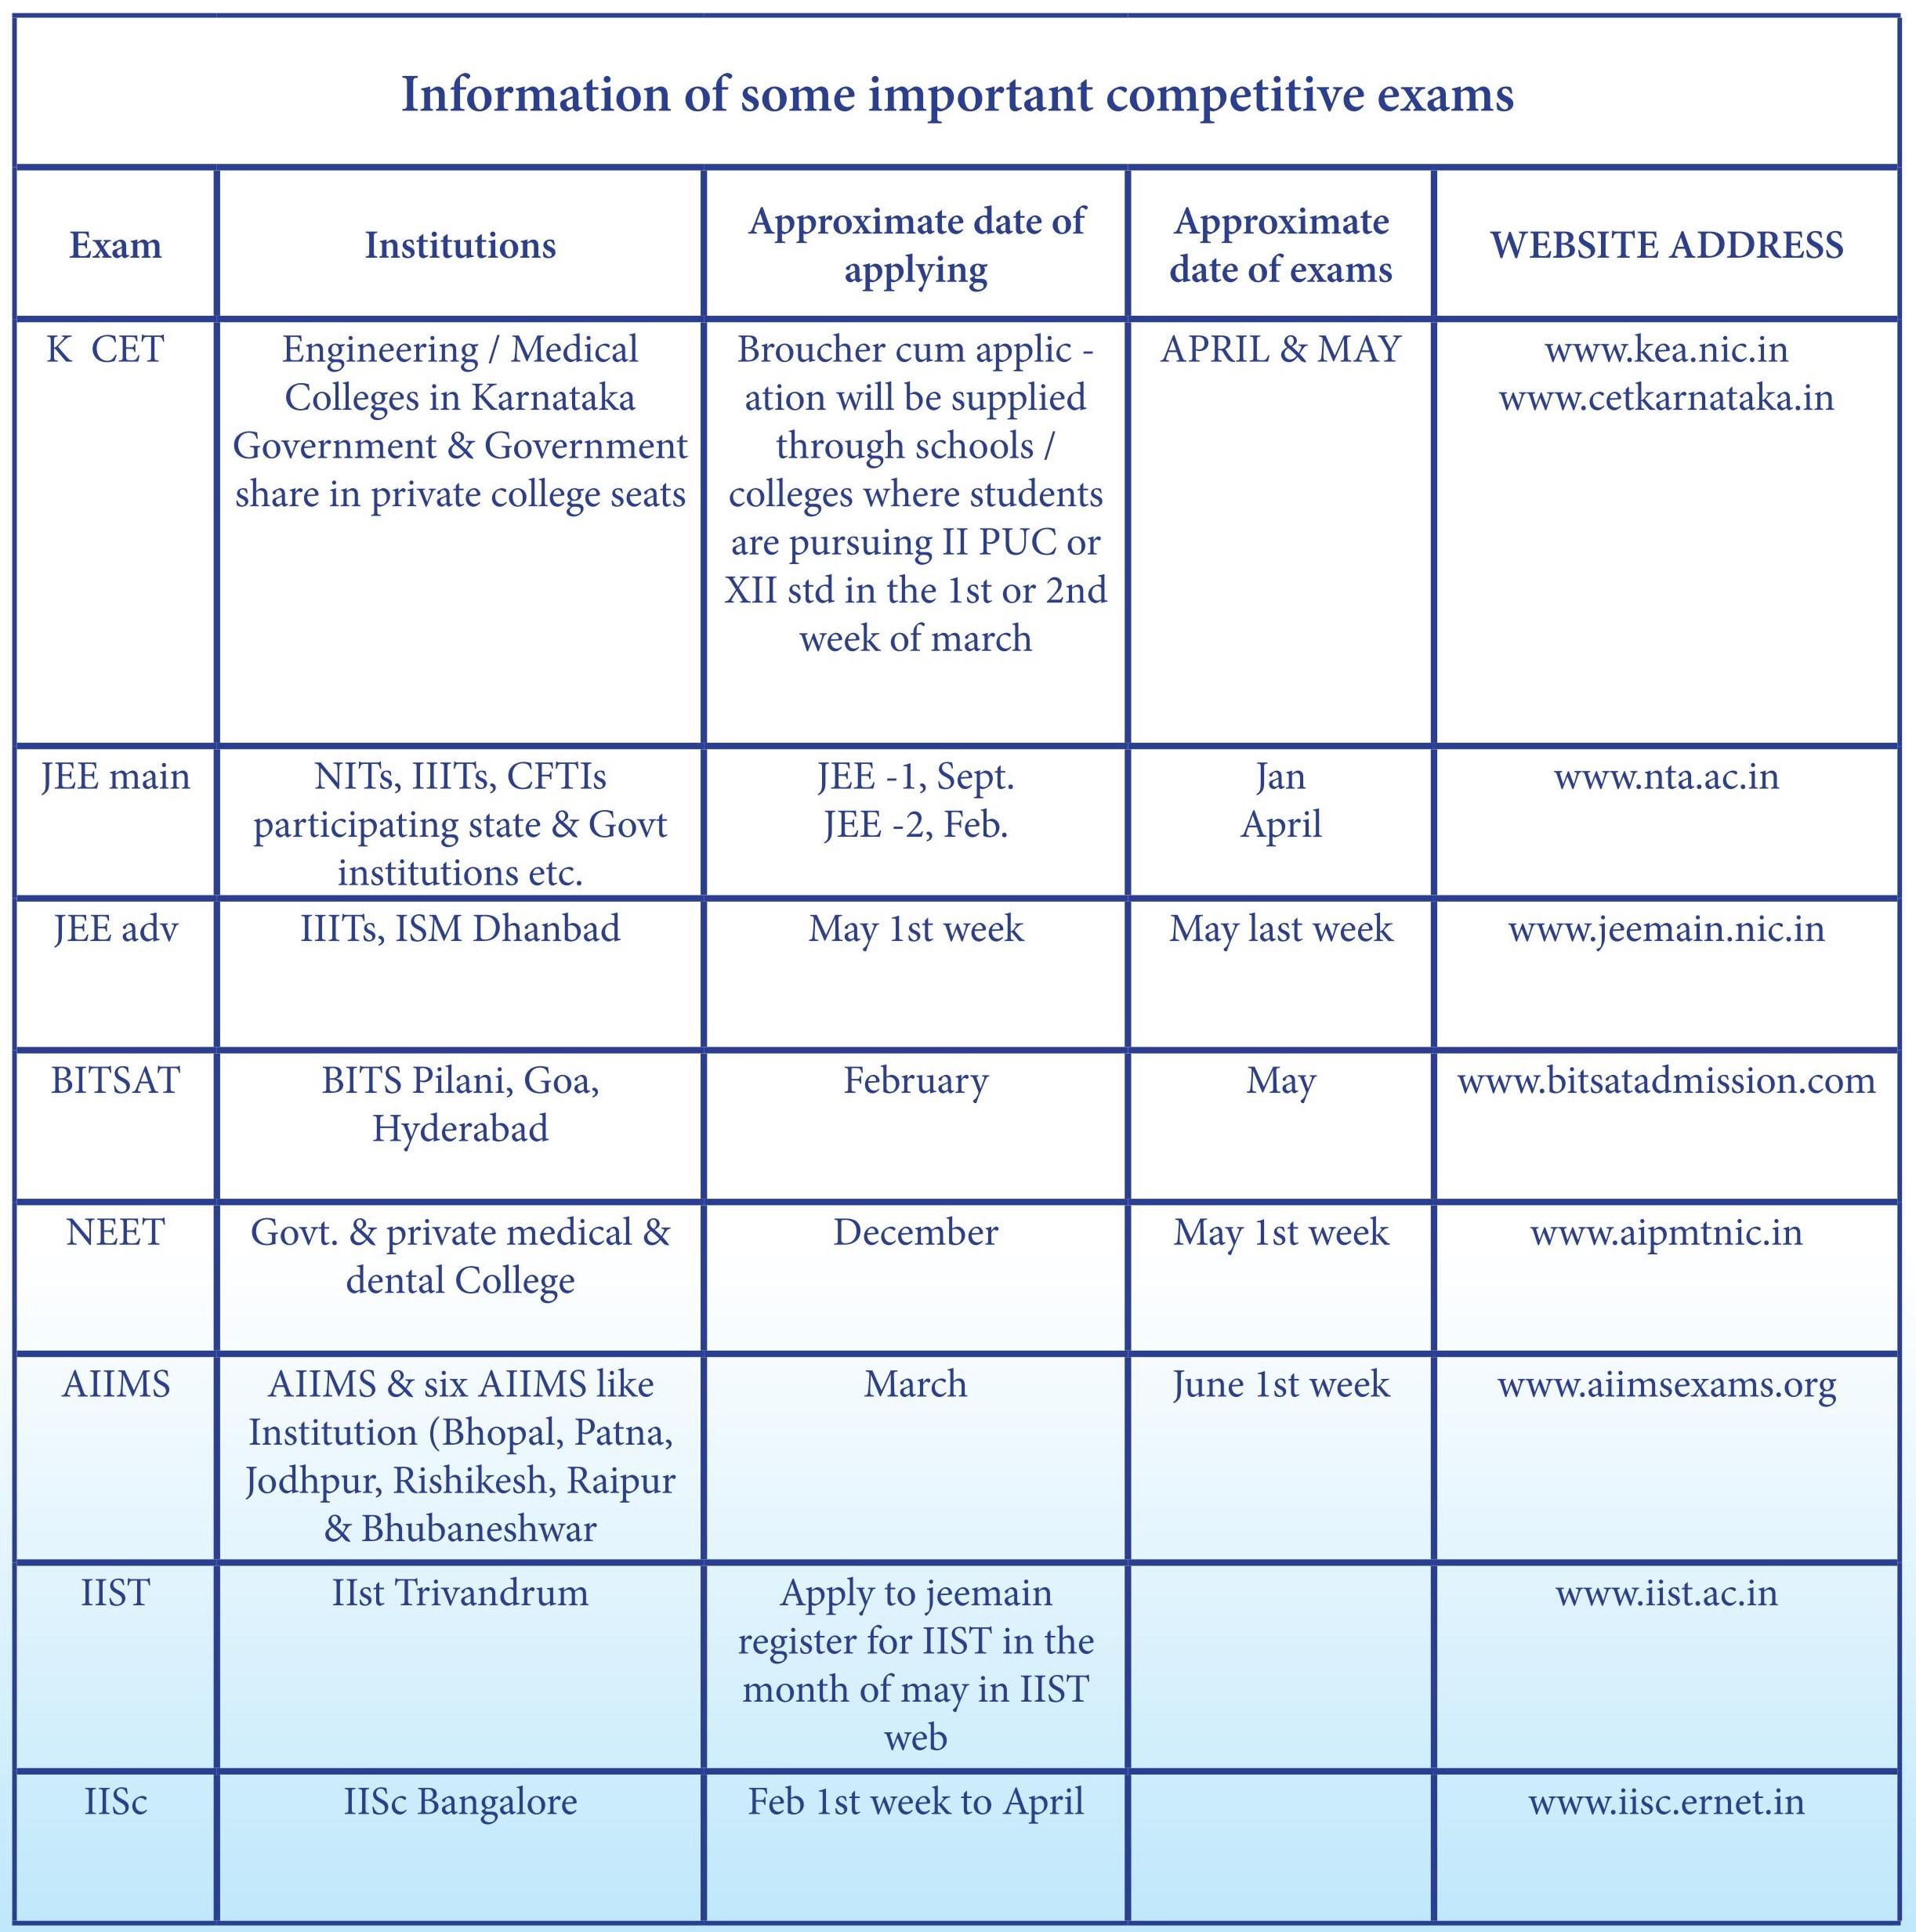 Information of some important competitive exams
Exam
Institutions
Approximate date of
applying
Approximate
date of exams
WEBSITE ADDRESS
K CET
Engineering / Medical
Colleges in Karnataka
Government & Government
share in private college seats
Broucher cum applic -
ation will be supplied
through schools /
colleges where students
are pursuing II PUC or
XII std in the 1st or 2nd
week of march
APRIL & MAY
www.kea.nic.in
www.cetkarnataka.in
JEE main
NITs, IIITs, CFTIs
participating state & Govt
institutions etc.
JEE -1, Sept.
JEE -2, Feb.
Jan
April
www.nta.ac.in
JEE adv
IIITs, ISM Dhanbad
May 1st week
May last week
www.jeemain.nic.in
BITSAT
BITS Pilani, Goa,
Hyderabad
February
May
www.bitsatadmission.com
NEET
Govt. & private medical &
dental College
December
May 1st week
www.aipmtnic.in
AIIMS
AIIMS & six AIIMS like
Institution (Bhopal, Patna,
Jodhpur, Rishikesh, Raipur
& Bhubaneshwar
March
June 1st week
www.aiimsexams.org
IIST
IIst Trivandrum
Apply to jeemain
register for IIST in the
month of may in IIST
web
www.iist.ac.in
IISc
IISc Bangalore
Feb 1st week to April
www.iisc.ernet.in